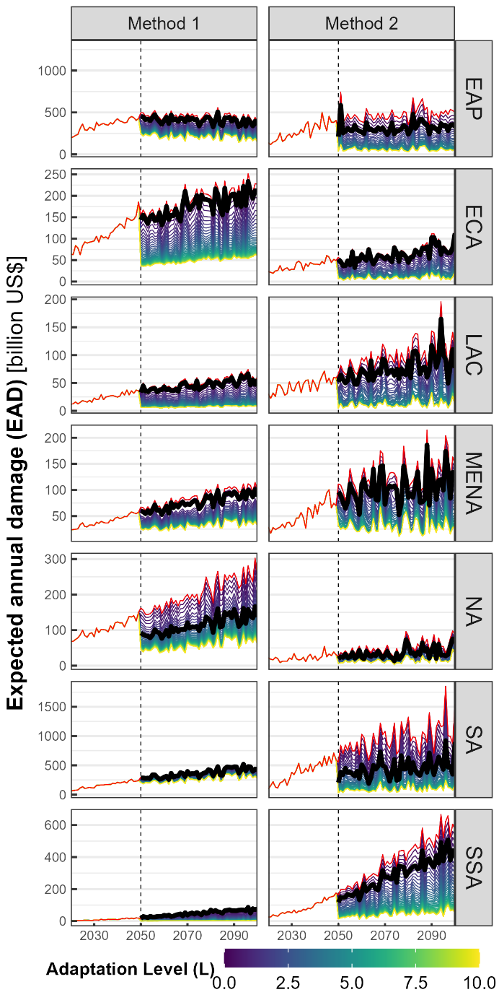 Method 1 Method 2
Expected annual damage (EAD) [billion US$]
1000
500
0
EAP
250
200
150
100
50
0
ECA
200
150
100
50
0
LAC
200
150
100
50
MENA
300
200
100
0
NA
1500
1000
500
0
SA
600
400
200
0
SSA
2030 2050 2070 2090 2030 2050 2070 2090
Adaptation Level (L)
0.0 2.5 5.0 7.5 10.0